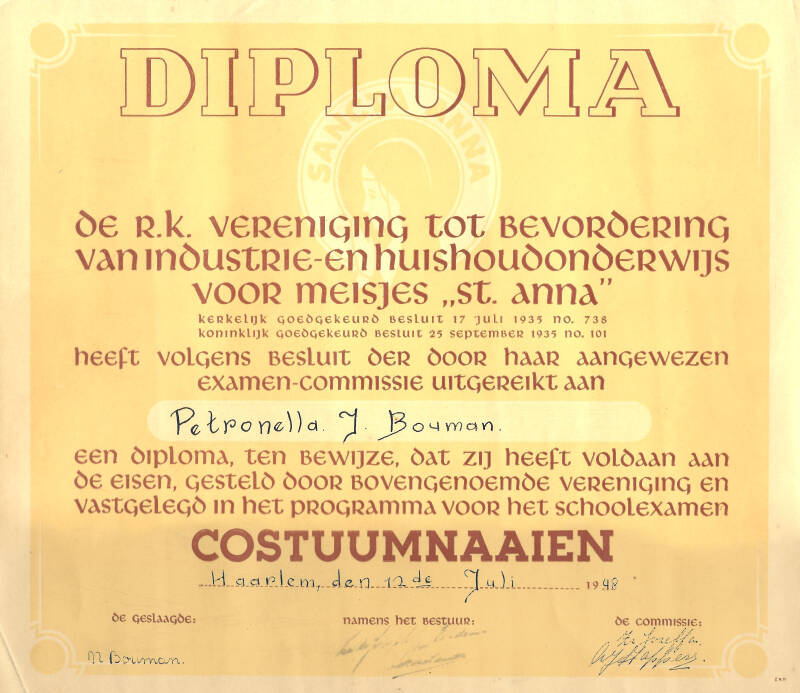 DIPLOMA
SANCTA ANNA
DE R.K. VERENIGING TOT BEVORDERING
VAN INDUSTRIE-EN HUISHOUDONDERWIJS
VOOR MEISJES „ST. ANNA”
KERKELIJK GOEDGEKEURD BESLUIT 17 JULI 1935 NO. 738
KONINKLIJK GOEDGEKEURD BESLUIT 25 SEPTEMBER 1935 NO. 101
HEEFT VOLGENS BESLUIT DER DOOR HAAR AANGEWEZEN
EXAMEN-COMMISSIE UITGEREIKT AAN
Petronella. J. Bouman.
EEN DIPLOMA, TEN BEWIJZE, DAT ZIJ HEEFT VOLDAAN AAN
DE EISEN, GESTELD DOOR BOVENGENOEMDE VERENIGING EN
VASTGELEGD IN HET PROGRAMMA VOOR HET SCHOOLEXAMEN
COSTUUMNAAIEN
Haarlem, den 12de Juli 1948
DE GESLAAGDE: NAMENS HET BESTUUR: DE COMMISSIE:
N Bouman.